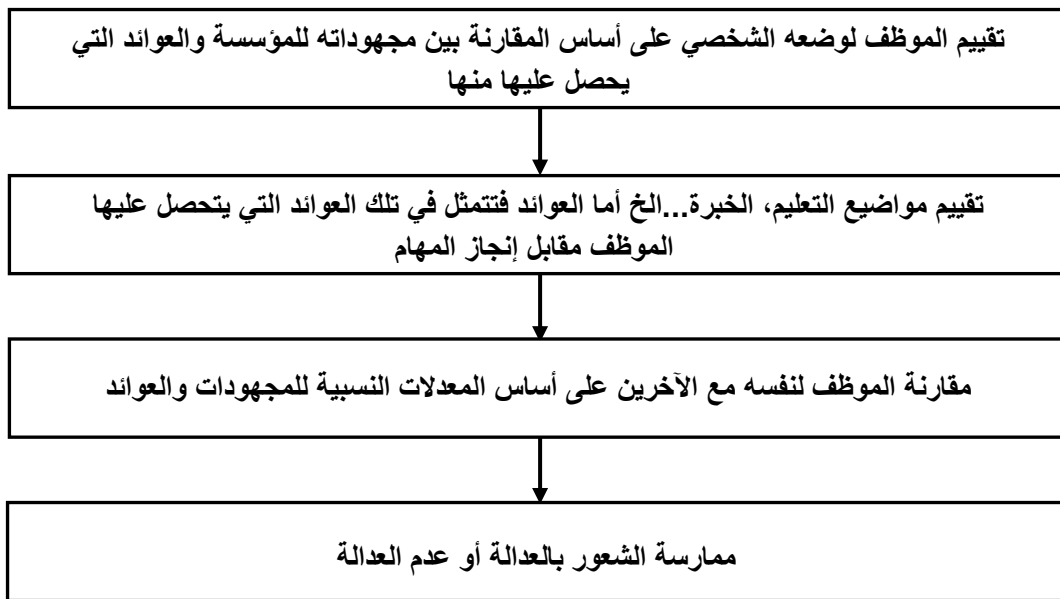 تقييم الموظف لوضعه الشخصي على أساس المقارنة بين مجهوداته للمؤسسة والعوائد التي
يحصل عليها منها
تقييم مواضيع التعليم، الخبرة...الخ أما العوائد فتتمثل في تلك العوائد التي يتحصل عليها
الموظف مقابل إنجاز المهام
مقارنة الموظف لنفسه مع الآخرين على أساس المعدلات النسبية للمجهودات والعوائد
ممارسة الشعور بالعدالة أو عدم العدالة